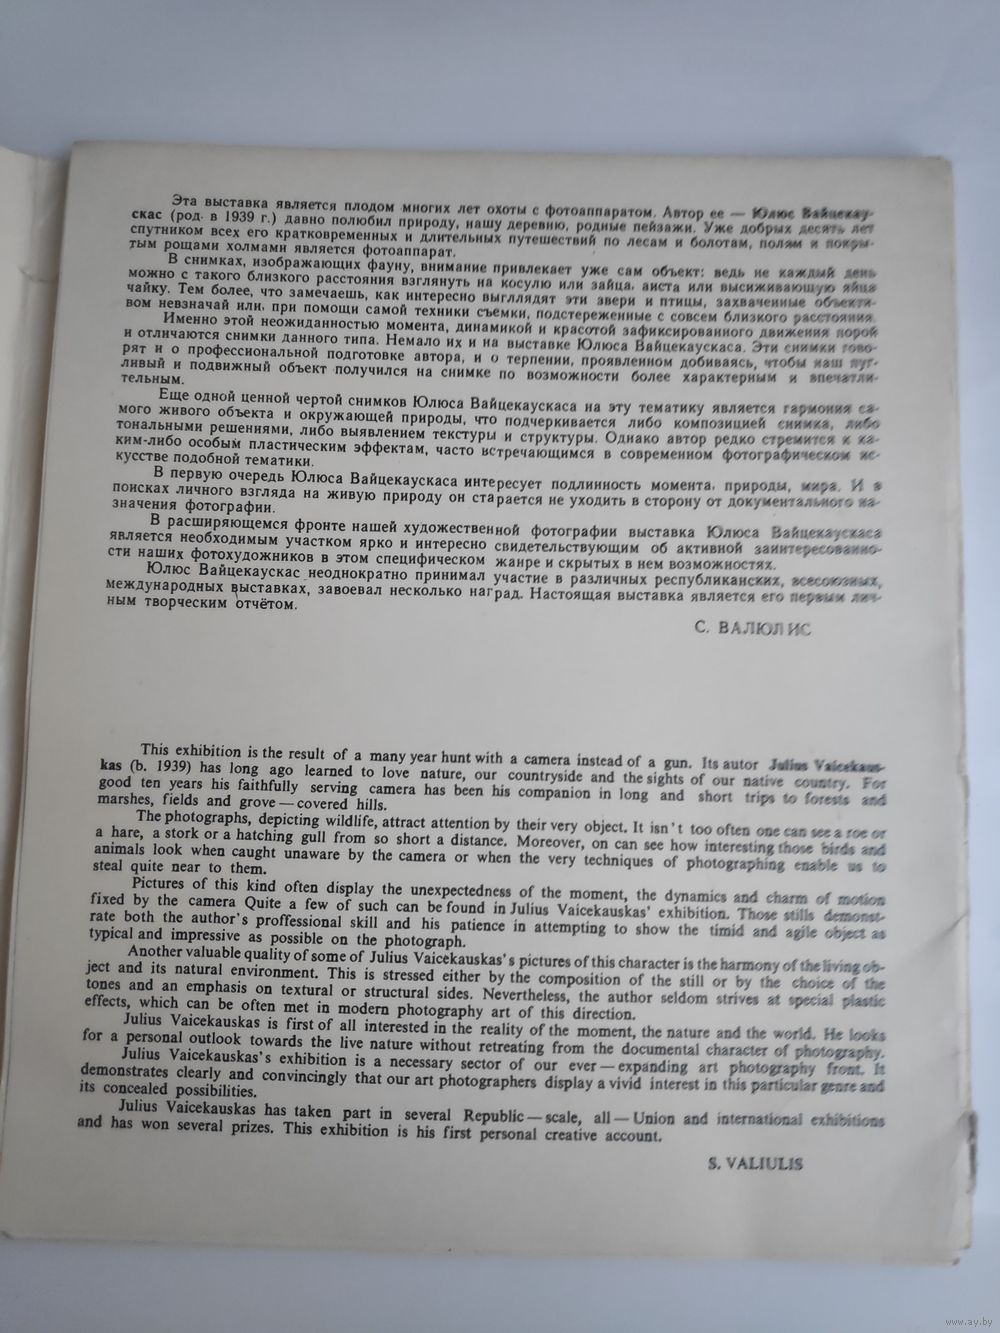 Эта выставка является плодом многих лет охоты с фотоаппаратом. Автор ее — Юлюс Вайцекау-
скас (род. в 1939 г.) давно полюбил природу, нашу деревню, родные пейзажи. Уже добрых десять лет
спутником всех его кратковременных и длительных путешествий по лесам и болотам, полям и покры-
тым рощами холмами является фотоаппарат.
В снимках, изображающих фауну, внимание привлекает уже сам объект: ведь не каждый день
можно с такого близкого расстояния взглянуть на косулю или зайца, аиста или высиживающую яйца
чайку. Тем более, что замечаешь, как интересно выгллядят эти звери и птицы, захваченные объекти-
вом невзначай или, при помощи самой техники съемки, подстереженные с совсем близкого расстояния.
Именно этой неожиданностью момента, динамикой и красотой зафиксированного движения порой
и отличаются снимки данного типа. Немало их и на выставке Юлюса Вайцекаускаса. Эти снимки гово-
рят и о профессиональной подготовке автора, и о терпении, проявленном добиваясь, чтобы наш пуг-
ливый и подвижный объект получился на снимке по возможности более характерным и впечатли-
тельным.
Еще одной ценной чертой снимков Юлюса Вайцекаускаса на эту тематику является гармония са-
мого живого объекта и окружающей природы, что подчеркивается либо композицией снимка, либо
тональными решениями, либо выявлением текстуры и структуры. Однако автор редко стремится к ка-
ким-либо особым пластическим эффектам, часто встречающимся в современном фотографическом ис-
кусстве подобной тематики.
В первую очередь Юлюса Вайцекаускаса интересует подлинность момента, природы, мира. И в
поисках личного взгляда на живую природу он старается не уходить в сторону от документального на-
значения фотографии.
В расширяющемся фронте нашей художественной фотографии выставка Юлюса Вайцекаускаса
является необходимым участком ярко и интересно свидетельствующим об активной заинтересованно-
сти наших фотохудожников в этом специфическом жанре и скрытых в нем возможностях.
Юлюс Вайцекаускас неоднократно принимал участие в различных республиканских, всесоюзных,
международных выставках, завоевал несколько наград. Настоящая выставка является его первым лич-
ным творческим отчётом.
С. ВАЛЮЛИС
This exhibition is the result of a many year hunt with a camera instead of a gun. Its autor Julius Vaicekaus-
kas (b. 1939) has long ago learned to love nature, our countryside and the sights of our native country. For
good ten years his faithfully serving camera has been his companion in long and short trips to forests and
marshes, fields and grove — covered hills.
The photographs, depicting wildlife, attract attention by their very object. It isn't too often one can see a roe or
a hare, a stork or a hatching gull from so short a distance. Moreover, on can see how interesting those birds and
animals look when caught unaware by the camera or when the very techniques of photographing enable us to
steal quite near to them.
Pictures of this kind often display the unexpectedness of the moment, the dynamics and charm of motion
fixed by the camera Quite a few of such can be found in Julius Vaicekauskas' exhibition. Those stills demonst-
rate both the author's proffessional skill and his patience in attempting to show the timid and agile object as
typical and impressive as possible on the photograph.
Another valuable quality of some of Julius Vaicekauskas's pictures of this character is the harmony of the living ob-
ject and its natural environment. This is stressed either by the composition of the still or by the choice of the
tones and an emphasis on textural or structural sides. Nevertheless, the author seldom strives at special plastic
effects, which can be often met in modern photography art of this direction.
Julius Vaicekauskas is first of all interested in the reality of the moment, the nature and the world. He looks
for a personal outlook towards the live nature without retreating from the documental character of photography.
Julius Vaicekauskas's exhibition is a necessary sector of our ever — expanding art photography front. It
demonstrates clearly and convincingly that our art photographers display a vivid interest in this particular genre and
its concealed possibilities.
Julius Vaicekauskas has taken part in several Republic — scale, all — Union and international exhibitions
and has won several prizes. This exhibition is his first personal creative account.
S. VALIULIS
www.ay.by